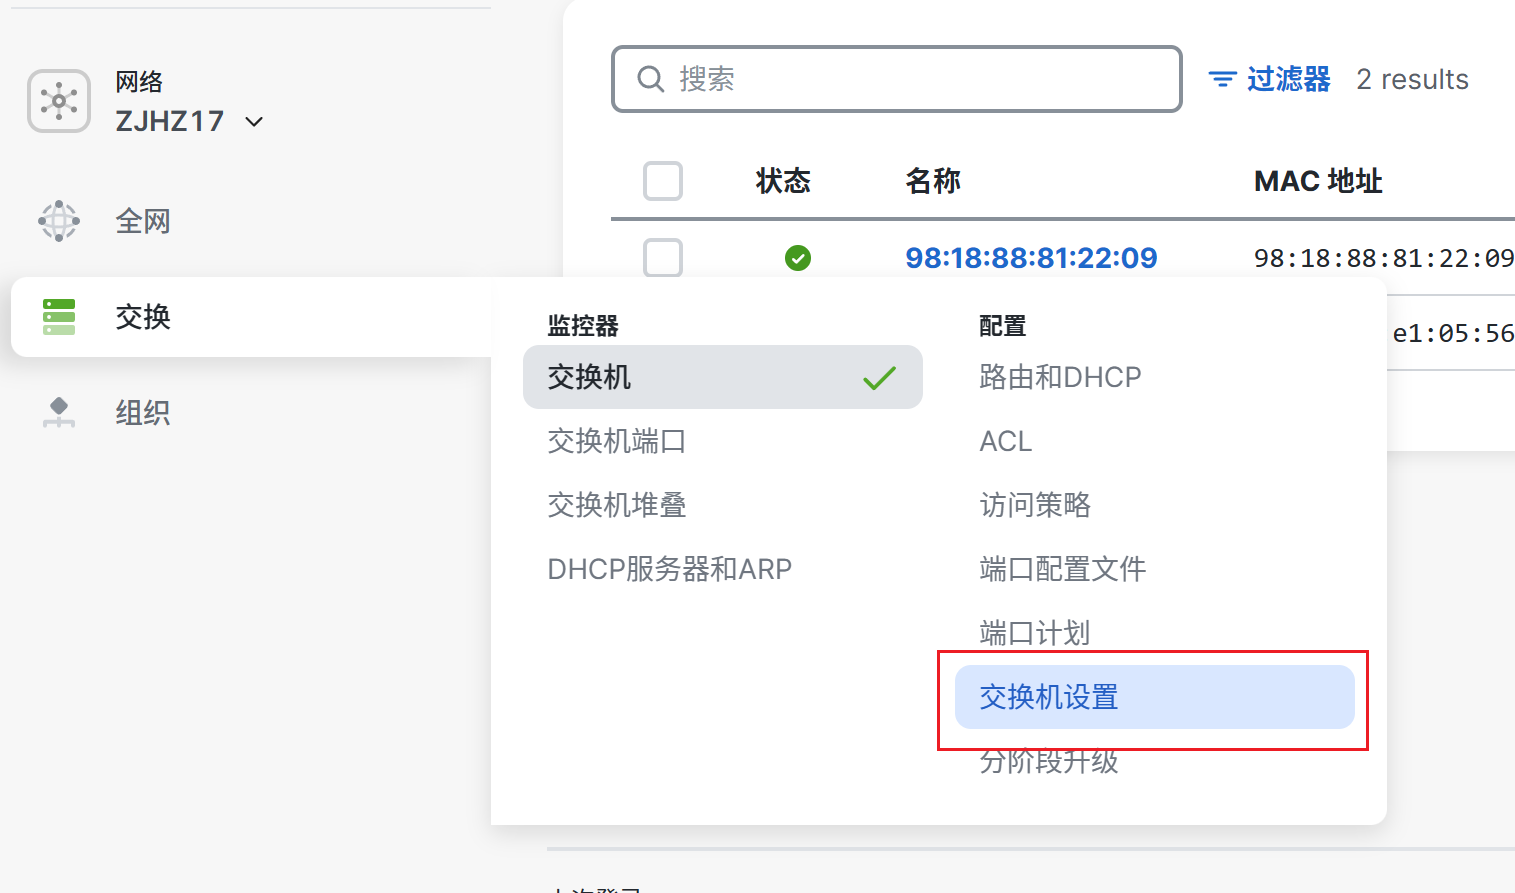 网络
ZJHZ17
全网
交换
组织
搜索
过滤器
2 results
状态
名称
MAC 地址
98:18:88:81:22:09
98:18:88:81:22:09
e1:05:56
监控器
交换机
交换机端口
交换机堆叠
DHCP服务器和ARP
配置
路由和DHCP
ACL
访问策略
端口配置文件
端口计划
交换机设置
分阶段升级